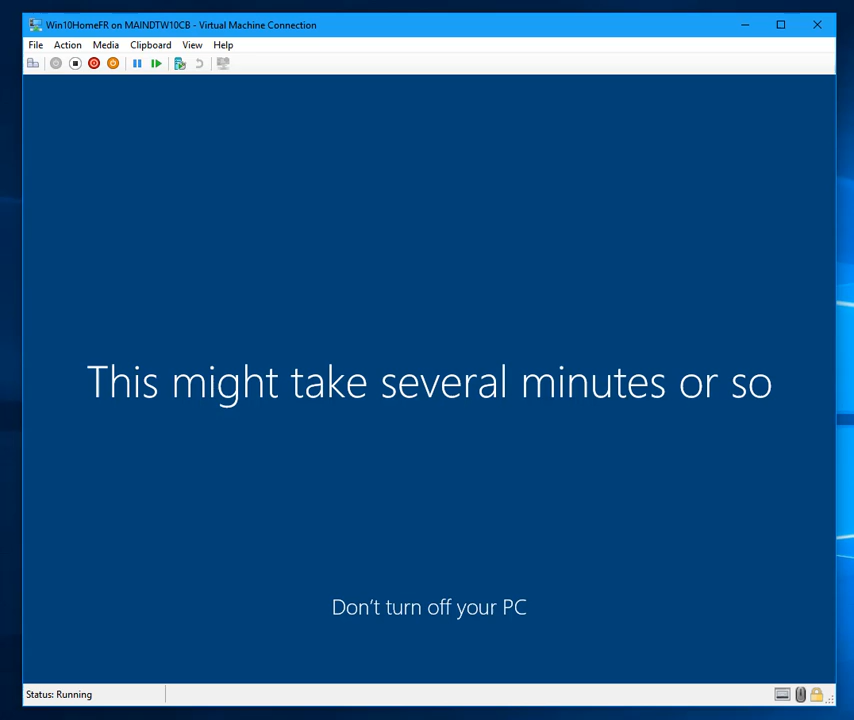 Win10HomeFR on MAINDTW10CB - Virtual Machine Connection
File Action Media Clipboard View Help
This might take several minutes or so
Don't turn off your PC
Status: Running